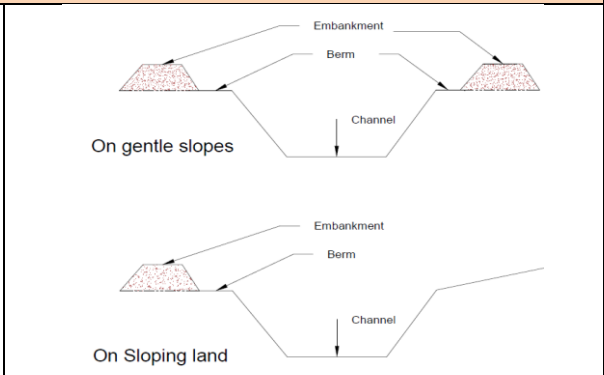 Embankment
Berm
Channel
On gentle slopes
Embankment
Berm
Channel
On Sloping land